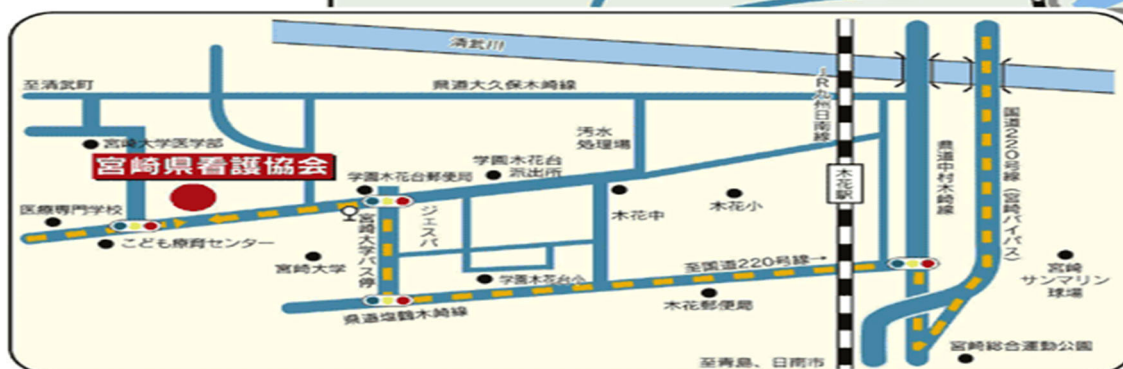 清武川
至清武町
県道大久保木崎線
JR九州日南線
国道220号線(宮崎バイパス)
宮崎大学医学部
汚水
処理場
県道中村木崎線
宮崎県看護協会
学園木花台
派出所
学園木花台郵便局
木花駅
医療専門学校
ジェスパ
木花中
木花小
こども療育センター
宮崎大学バス停
宮崎大学
至国道220号線→
学園木花台小
宮崎
サンマリン
球場
県道塩鶴木崎線
木花郵便局
宮崎総合運動公園
至青島、日南市